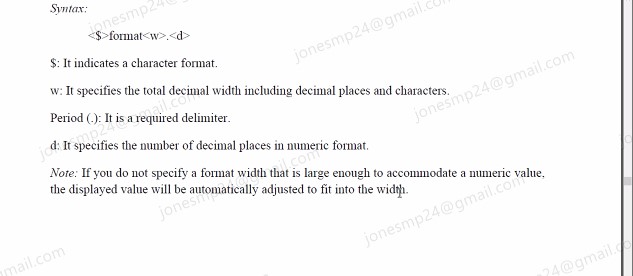 Syntax:
<$>format<w>.<d>
$: It indicates a character format.
w: It specifies the total decimal width including decimal places and characters.
Period (.): It is a required delimiter.
d: It specifies the number of decimal places in numeric format.
Note: If you do not specify a format width that is large enough to accommodate a numeric value,
the displayed value will be automatically adjusted to fit into the width.
jonesmp24@gmail.com
jonesmp24@gmail.com
jonesmp24@gmail.com
jonesmp24@gmail.com
jonesmp24@gmail.com
jonesmp24@gmail.com
mail.com
24@gmail.co